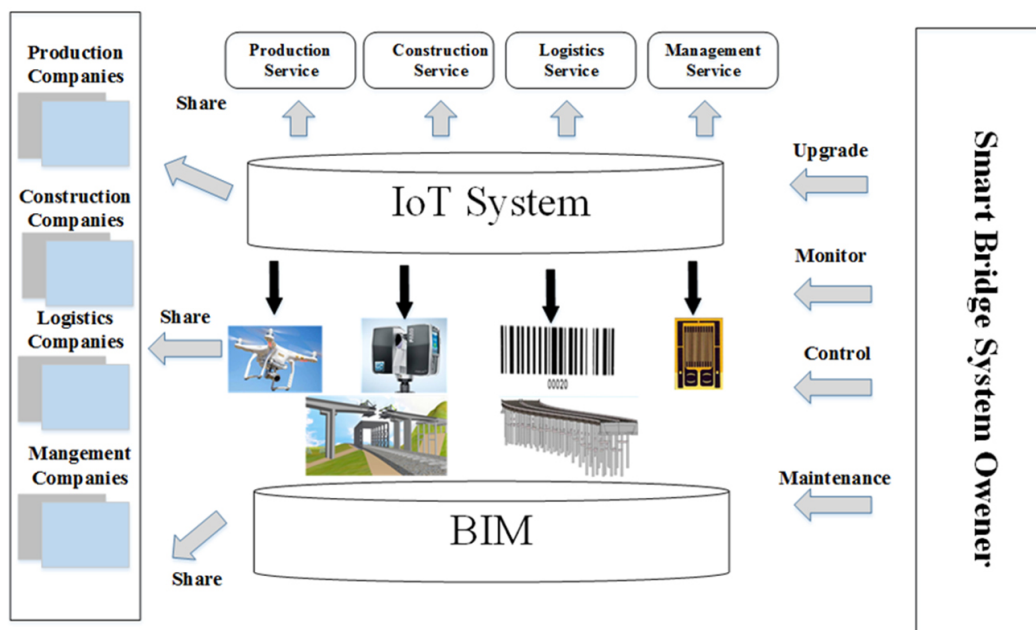 Production
Companies
Construction
Companies
Logistics
Companies
Mangement
Companies
Production
Service
Construction
Service
Logistics
Service
Management
Service
Share
IoT System
Share
00020
BIM
Share
Upgrade
Monitor
Control
Maintenance
Smart Bridge System Owener